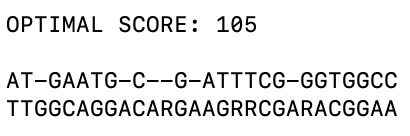 OPTIMAL SCORE: 105
AT-GAATG-C--G-ATTTCG-GGTGGCC
TTGGCAGGACARGAAGRRCGARACGGAA